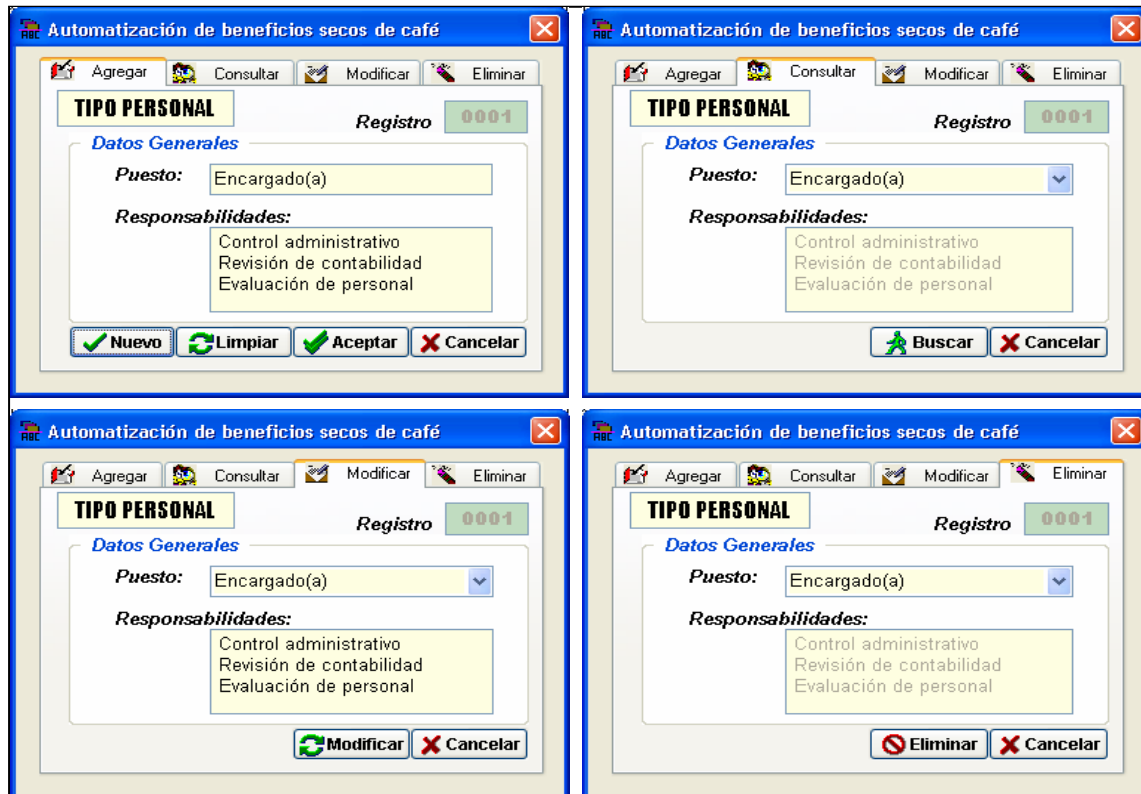 Automatización de beneficios secos de café
Agregar Consultar Modificar Eliminar
TIPO PERSONAL
Registro 0001
Datos Generales
Puesto: Encargado(a)
Responsabilidades:
Control administrativo
Revisión de contabilidad
Evaluación de personal
Nuevo Limpiar Aceptar Cancelar
Automatización de beneficios secos de café
Agregar Consultar Modificar Eliminar
TIPO PERSONAL
Registro 0001
Datos Generales
Puesto: Encargado(a)
Responsabilidades:
Control administrativo
Revisión de contabilidad
Evaluación de personal
Buscar Cancelar
Automatización de beneficios secos de café
Agregar Consultar Modificar Eliminar
TIPO PERSONAL
Registro 0001
Datos Generales
Puesto: Encargado(a)
Responsabilidades:
Control administrativo
Revisión de contabilidad
Evaluación de personal
Modificar Cancelar
Automatización de beneficios secos de café
Agregar Consultar Modificar Eliminar
TIPO PERSONAL
Registro 0001
Datos Generales
Puesto: Encargado(a)
Responsabilidades:
Control administrativo
Revisión de contabilidad
Evaluación de personal
Eliminar Cancelar